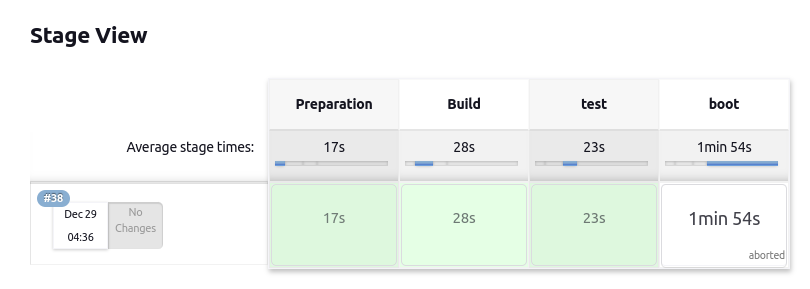 Stage View
Preparation Build test boot
Average stage times: 17s 28s 23s 1min 54s
#38
Dec 29
04:36
No
Changes
17s 28s 23s 1min 54s
aborted